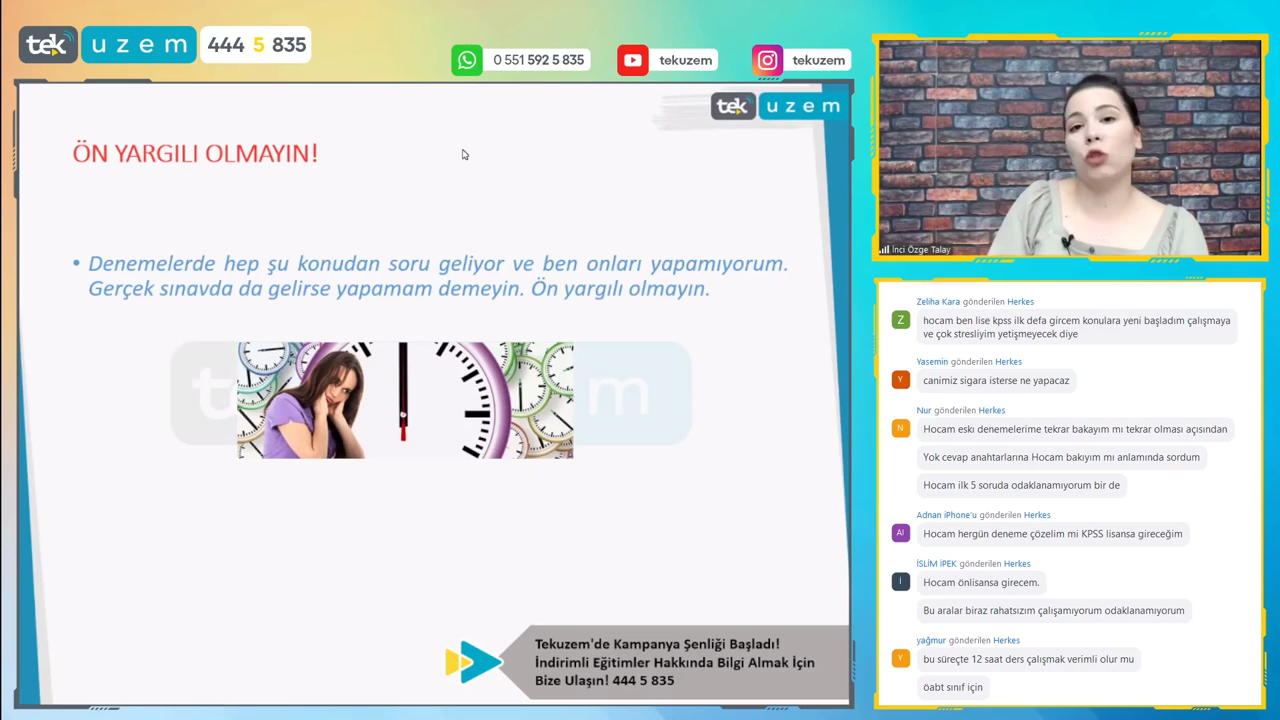 tek uzem 444 5 835
0 551 592 5 835
tekuzem
tekuzem
tek uzem
ÖN YARGILI OLMAYIN!
• Denemelerde hep şu konudan soru geliyor ve ben onları yapamıyorum.
Gerçek sınavda da gelirse yapamam demeyin. Ön yargılı olmayın.
t m
Tekuzem'de Kampanya Şenliği Başladı!
İndirimli Eğitimler Hakkında Bilgi Almak İçin
Bize Ulaşın! 444 5 835
İnci Özge Talay
Zeliha Kara gönderilen Herkes
Z
hocam ben lise kpss ilk defa gircem konulara yeni başladım çalışmaya
ve çok stresliyim yetişmeyecek diye
Yasemin gönderilen Herkes
Y
canimiz sigara isterse ne yapacaz
Nur gönderilen Herkes
N
Hocam eskı denemelerime tekrar bakayım mı tekrar olması açısından
Yok cevap anahtarlarına Hocam bakıyım mı anlamında sordum
Hocam ilk 5 soruda odaklanamıyorum bir de
Adnan iPhone'u gönderilen Herkes
AI
Hocam hergün deneme çözelim mi KPSS lisansa gireceğim
İSLİM İPEK gönderilen Herkes
İ
Hocam önlisansa girecem.
Bu aralar biraz rahatsızım çalışamıyorum odaklanamıyorum
yağmur gönderilen Herkes
Y
bu süreçte 12 saat ders çalışmak verimli olur mu
öabt sınıf için